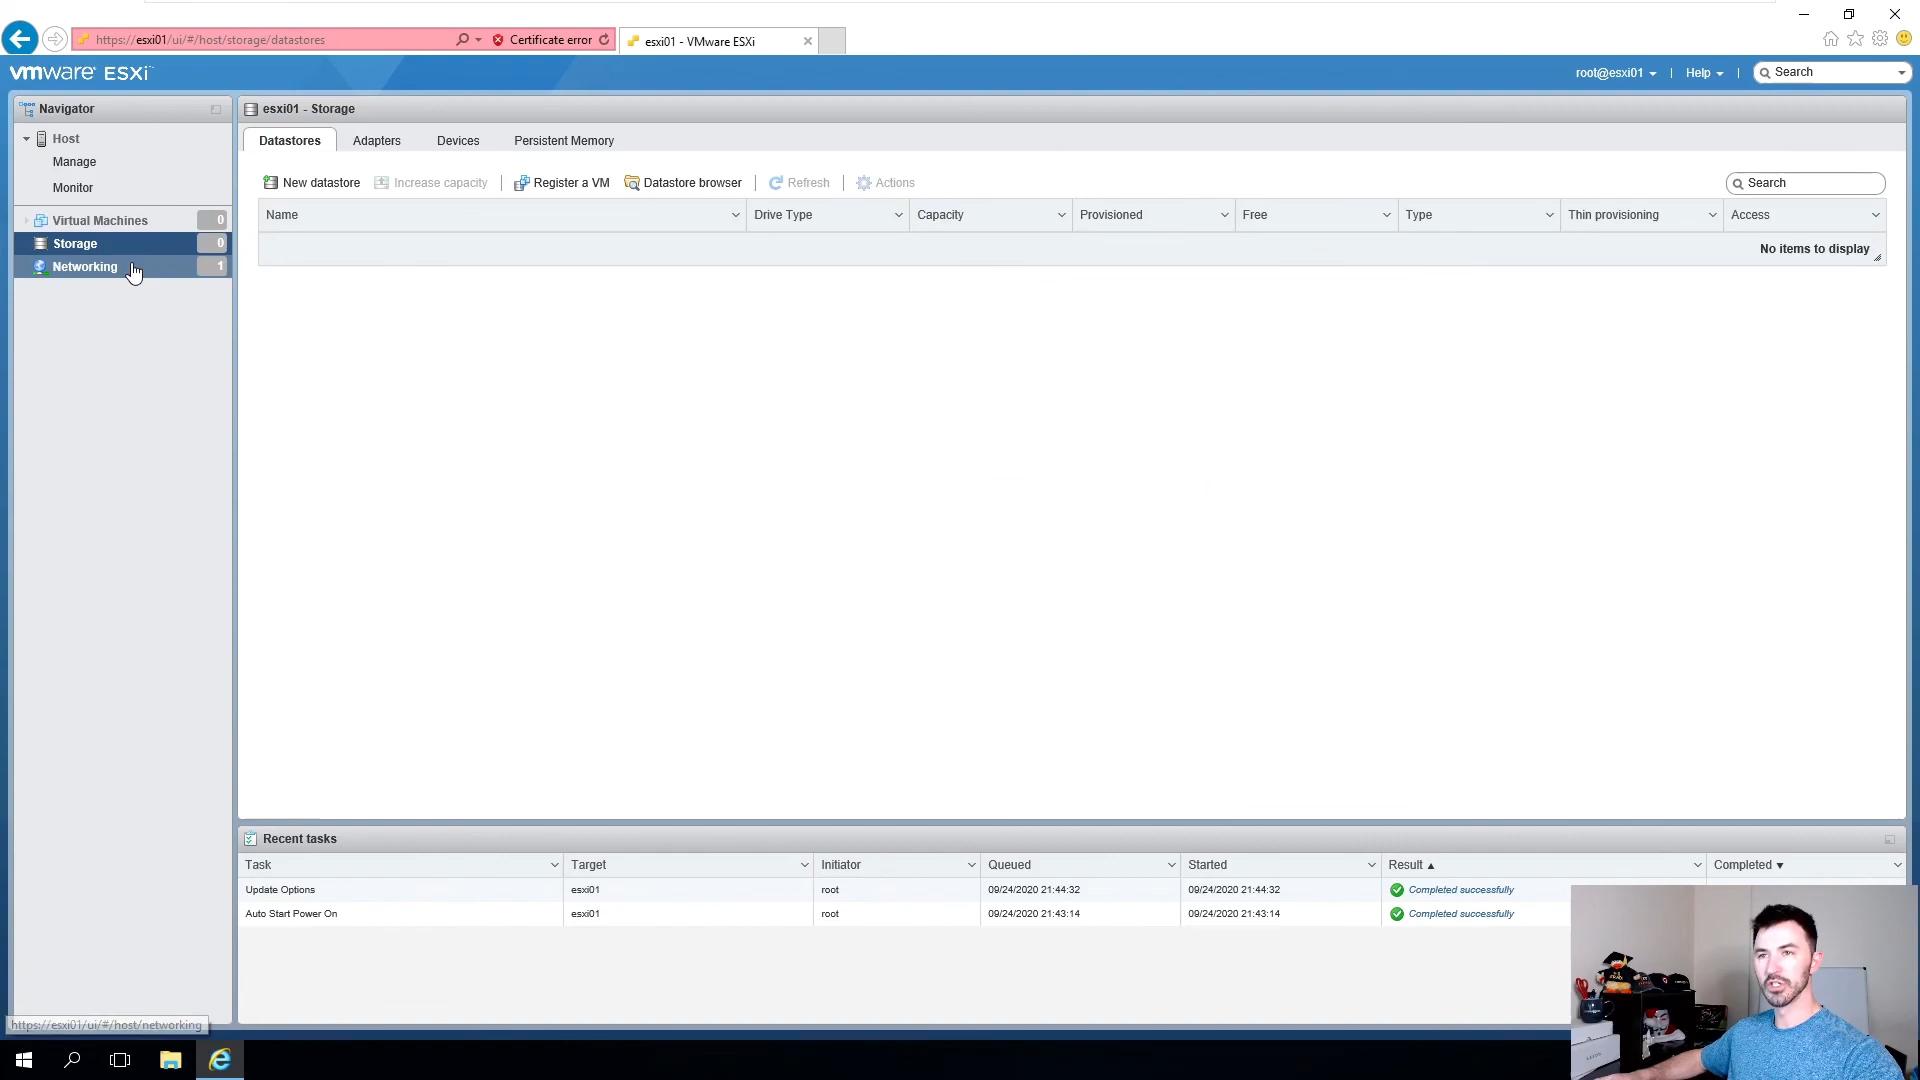 https://esxi01/ui/#/host/storage/datastores
Certificate error
esxi01 - VMware ESXi
vmware ESXi
root@esxi01
Help
Search
Navigator
Host
Manage
Monitor
Virtual Machines 0
Storage 0
Networking 1
esxi01 - Storage
Datastores Adapters Devices Persistent Memory
New datastore Increase capacity Register a VM Datastore browser Refresh Actions
Search
Name Drive Type Capacity Provisioned Free Type Thin provisioning Access
No items to display
Recent tasks
Task Target Initiator Queued Started Result Completed
Update Options esxi01 root 09/24/2020 21:44:32 09/24/2020 21:44:32 Completed successfully
Auto Start Power On esxi01 root 09/24/2020 21:43:14 09/24/2020 21:43:14 Completed successfully
https://esxi01/ui/#/host/networking